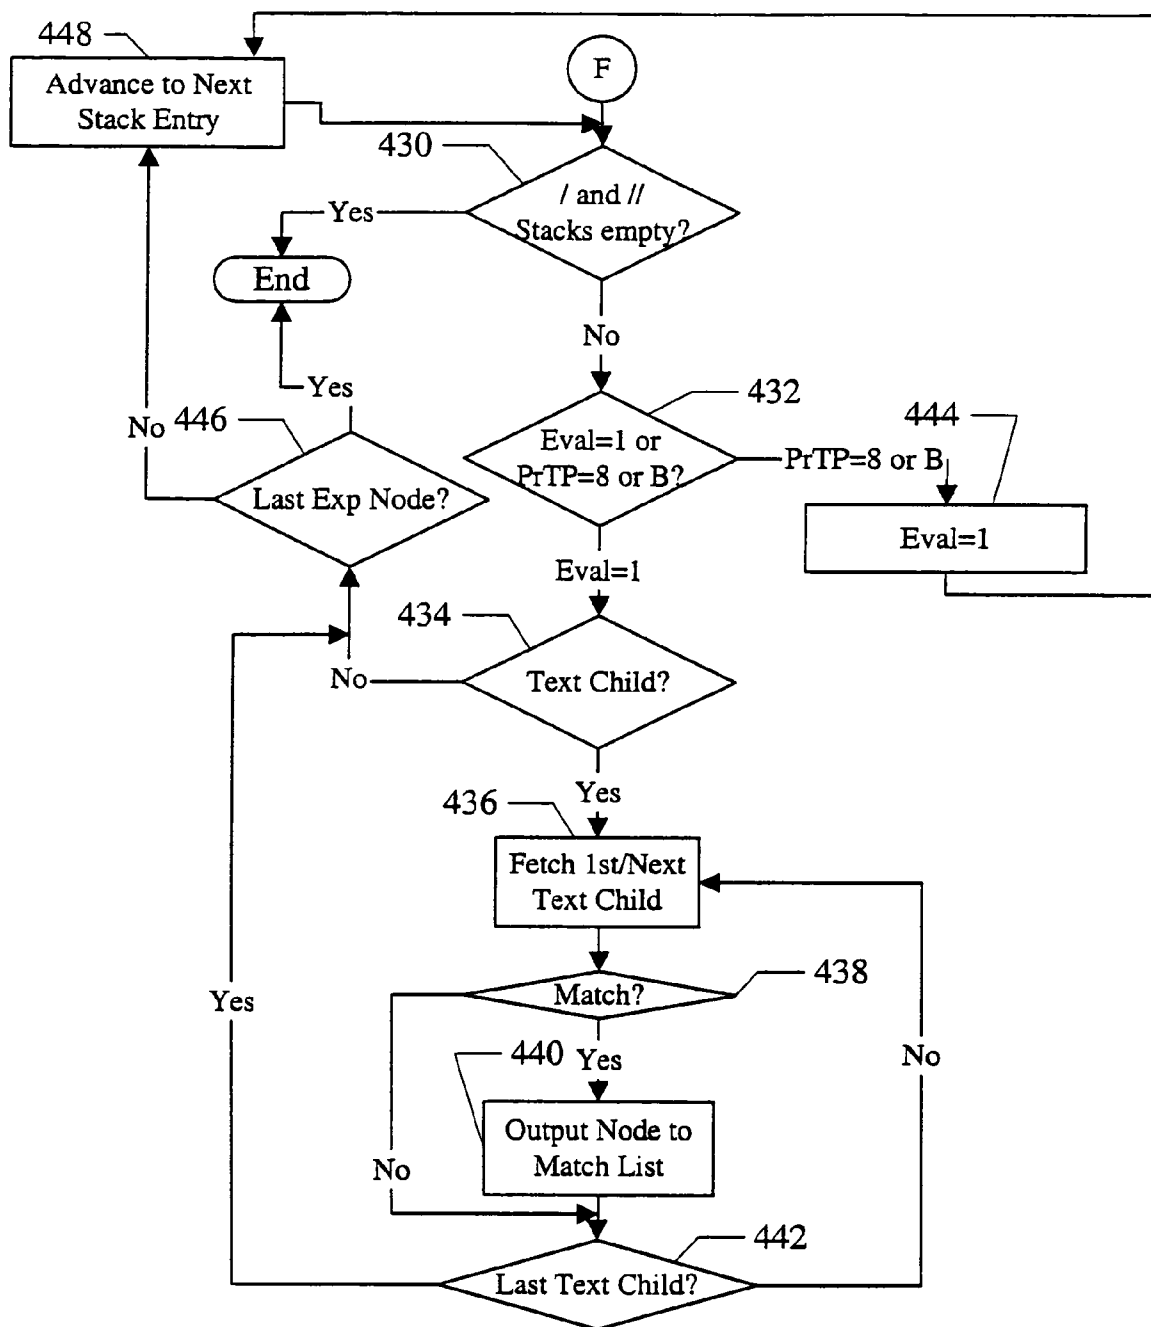 448
Advance to Next
Stack Entry
F
430
/ and //
Stacks empty?
Yes
End
No
Yes
432
446
No
Eval=1 or
PrTP=8 or B?
PrTP=8 or B
444
Last Exp Node?
Eval=1
Eval=1
434
Text Child?
No
Yes
436
Fetch 1st/Next
Text Child
438
Match?
Yes
440
Yes
No
Output Node to
Match List
No
442
Last Text Child?